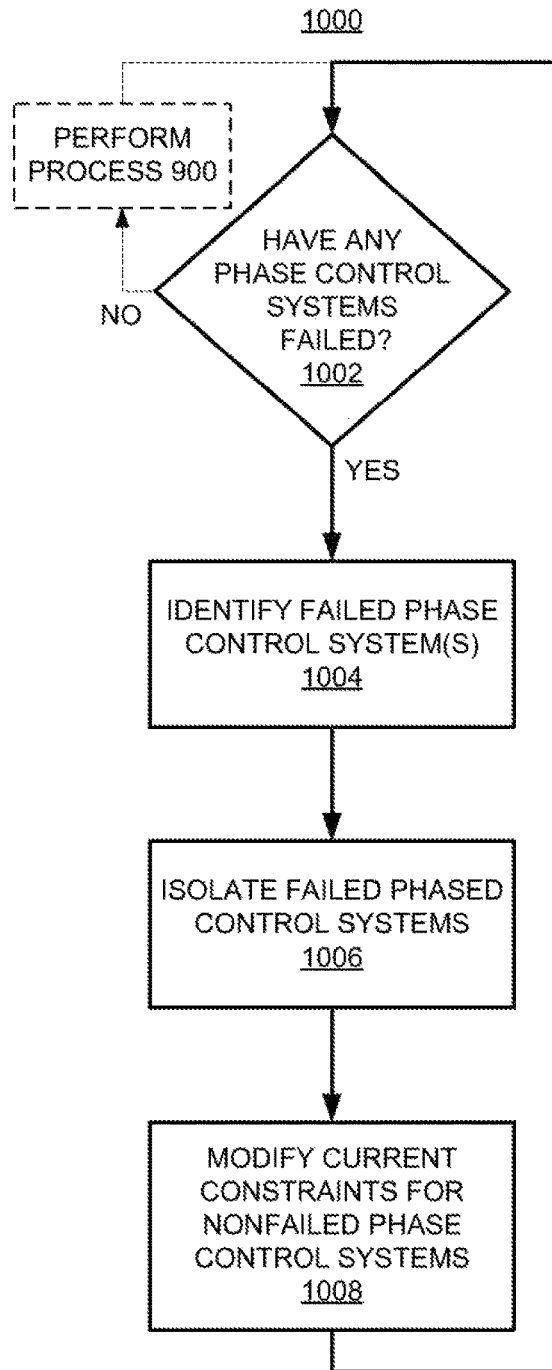 1000
PERFORM
PROCESS 900
HAVE ANY
PHASE CONTROL
SYSTEMS
FAILED?
1002
NO
YES
IDENTIFY FAILED PHASE
CONTROL SYSTEM(S)
1004
ISOLATE FAILED PHASED
CONTROL SYSTEMS
1006
MODIFY CURRENT
CONSTRAINTS FOR
NONFAILED PHASE
CONTROL SYSTEMS
1008